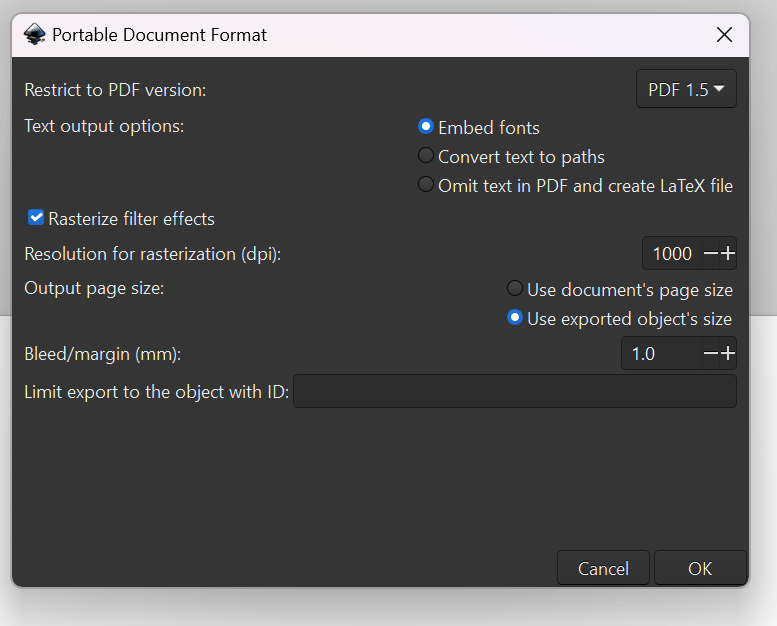 Portable Document Format
Restrict to PDF version: PDF 1.5
Text output options: Embed fonts
Convert text to paths
Omit text in PDF and create LaTeX file
Rasterize filter effects
Resolution for rasterization (dpi): 1000
Output page size: Use document's page size
Use exported object's size
Bleed/margin (mm): 1.0
Limit export to the object with ID:
Cancel OK